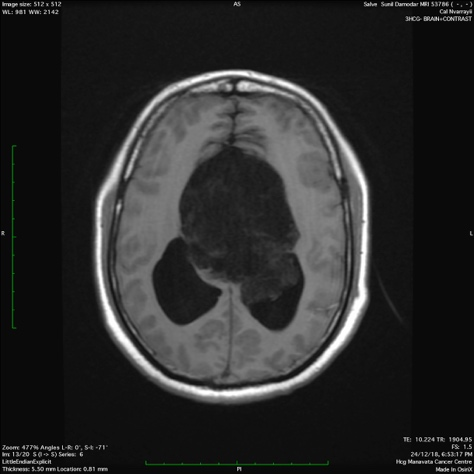 Image size: 512 x 512
WL: 981 WW: 2142
AS
Salve Sunil Damodar MRI 53786 ( - , - )
Cal Nvarrayii
3HCG- BRAIN+CONTRAST
R
L
Zoom: 477% Angles L-R: 0°, S-I: -71°
Im: 13/20 S (I -> S) Series: 6
LittleEndianExplicit
Thickness: 5.50 mm Location: 0.81 mm
PI
TE: 10.224 TR: 1904.95
FS: 1.5
24/12/18, 6:53:17 PM
Hcg Manavata Cancer Centre
Made In OsiriX